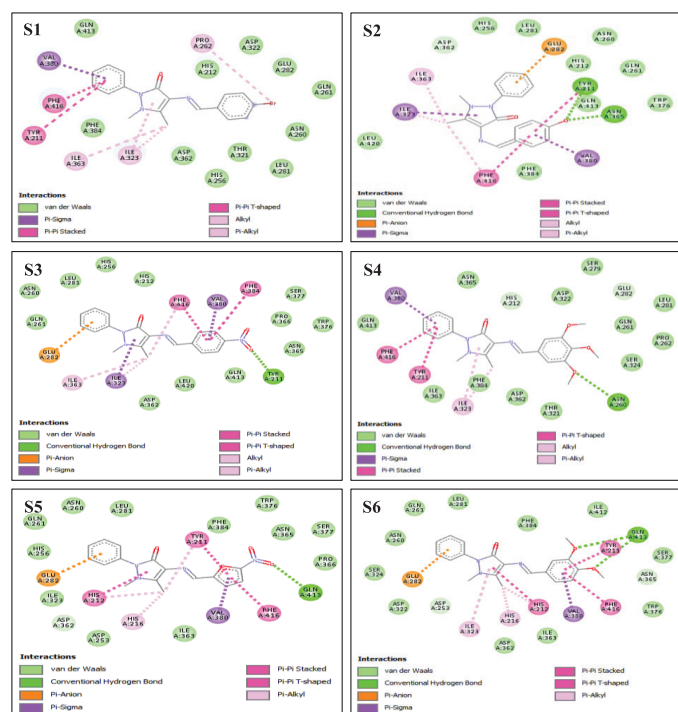 S1
GLN
A:413
VAL
A:380
PHE
A:416
TYR
A:211
PHE
A:384
ILE
A:363
ILE
A:323
PRO
A:262
HIS
A:212
ASP
A:322
GLU
A:282
GLN
A:261
ASN
A:260
LEU
A:281
THR
A:321
HIS
A:256
ASP
A:362
Br
Interactions
van der Waals
Pi-Sigma
Pi-Pi Stacked
Pi-Pi T-shaped
Alkyl
Pi-Alkyl
S2
HIS
A:256
LEU
A:281
GLU
A:282
ASN
A:260
ASP
A:362
ILE
A:363
HIS
A:212
TYR
A:211
GLN
A:261
GLN
A:413
ASN
A:365
TRP
A:376
ILE
A:323
LEU
A:420
PHE
A:416
PHE
A:384
VAL
A:380
Interactions
van der Waals
Conventional Hydrogen Bond
Pi-Anion
Pi-Sigma
Pi-Pi Stacked
Pi-Pi T-shaped
Alkyl
Pi-Alkyl
S3
ASN
A:260
LEU
A:281
HIS
A:256
HIS
A:212
PHE
A:416
VAL
A:380
PHE
A:384
SER
A:377
PRO
A:366
TRP
A:376
GLN
A:261
GLU
A:282
ASN
A:365
ILE
A:363
ILE
A:323
LEU
A:420
GLN
A:413
TYR
A:211
ASP
A:362
Interactions
van der Waals
Conventional Hydrogen Bond
Pi-Anion
Pi-Sigma
Pi-Pi Stacked
Pi-Pi T-shaped
Alkyl
Pi-Alkyl
S4
VAL
A:380
ASN
A:365
HIS
A:212
ASP
A:322
SER
A:279
GLU
A:282
LEU
A:281
GLN
A:413
GLN
A:261
PRO
A:262
PHE
A:416
TYR
A:211
SER
A:324
ILE
A:363
PHE
A:384
ILE
A:323
ASP
A:362
THR
A:321
ASN
A:260
Interactions
van der Waals
Conventional Hydrogen Bond
Pi-Sigma
Pi-Pi Stacked
Pi-Pi T-shaped
Alkyl
Pi-Alkyl
S5
GLN
A:261
ASN
A:260
LEU
A:281
TYR
A:211
PHE
A:384
TRP
A:376
ASN
A:365
SER
A:377
HIS
A:256
PRO
A:366
GLU
A:282
ILE
A:323
HIS
A:212
GLN
A:413
ASP
A:362
HIS
A:216
VAL
A:380
PHE
A:416
ASP
A:253
ILE
A:363
Interactions
van der Waals
Conventional Hydrogen Bond
Pi-Anion
Pi-Sigma
Pi-Pi Stacked
Pi-Pi T-shaped
Pi-Alkyl
S6
GLN
A:261
LEU
A:281
PHE
A:384
ILE
A:412
GLN
A:413
TYR
A:211
ASN
A:260
SER
A:377
SER
A:324
GLU
A:282
ASN
A:365
ASP
A:322
ASP
A:253
HIS
A:216
HIS
A:212
VAL
A:380
PHE
A:416
TRP
A:376
ILE
A:323
ASP
A:362
ILE
A:363
Interactions
van der Waals
Conventional Hydrogen Bond
Pi-Anion
Pi-Sigma
Pi-Pi Stacked
Pi-Pi T-shaped
Pi-Alkyl